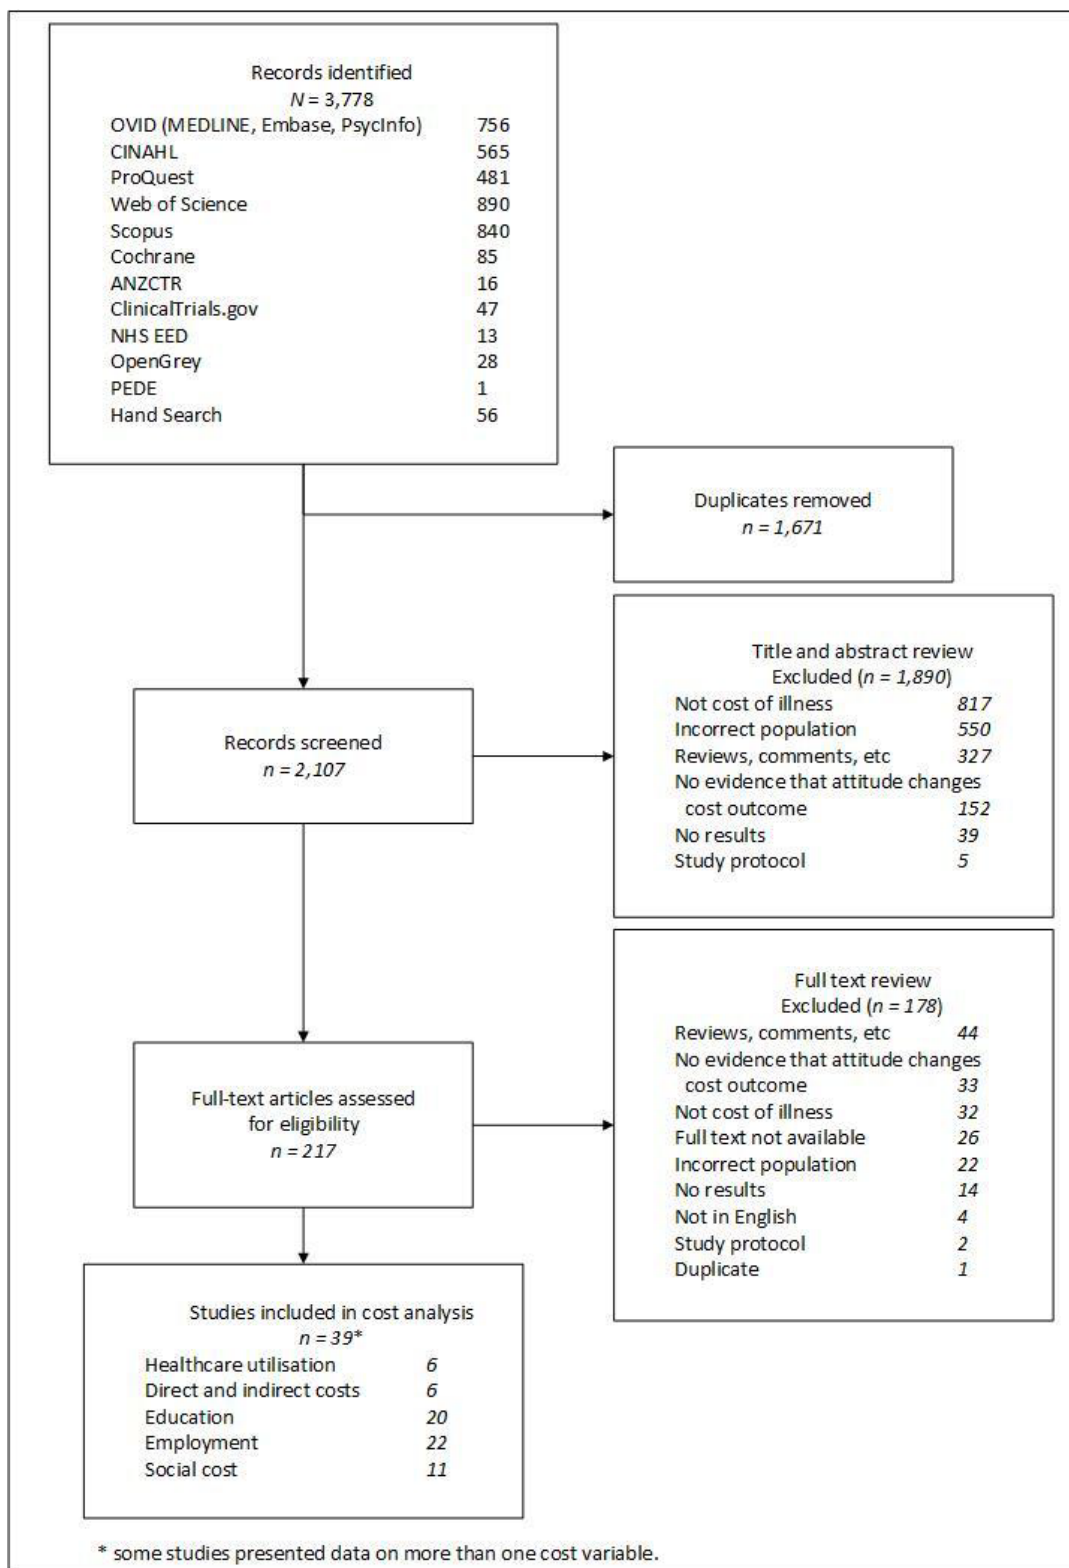 Records identified
N = 3,778
OVID (MEDLINE, Embase, PsycInfo) 756
CINAHL 565
ProQuest 481
Web of Science 890
Scopus 840
Cochrane 85
ANZCTR 16
ClinicalTrials.gov 47
NHS EED 13
OpenGrey 28
PEDE 1
Hand Search 56
Duplicates removed
n = 1,671
Title and abstract review
Excluded (n = 1,890)
Not cost of illness 817
Incorrect population 550
Reviews, comments, etc 327
No evidence that attitude changes
cost outcome 152
No results 39
Study protocol 5
Records screened
n = 2,107
Full text review
Excluded (n = 178)
Reviews, comments, etc 44
No evidence that attitude changes
cost outcome 33
Not cost of illness 32
Full text not available 26
Incorrect population 22
No results 14
Not in English 4
Study protocol 2
Duplicate 1
Full-text articles assessed
for eligibility
n = 217
Studies included in cost analysis
n = 39*
Healthcare utilisation 6
Direct and indirect costs 6
Education 20
Employment 22
Social cost 11
* some studies presented data on more than one cost variable.